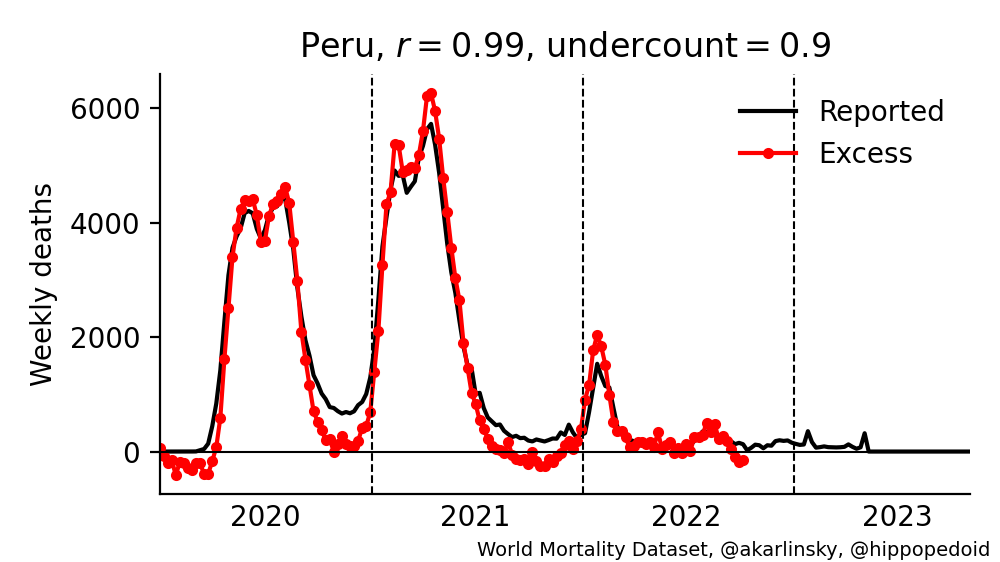 Peru, r = 0.99, undercount = 0.9
6000
4000
2000
0
Weekly deaths
Reported
Excess
2020 2021 2022 2023
World Mortality Dataset, @akarlinsky, @hippopedoid